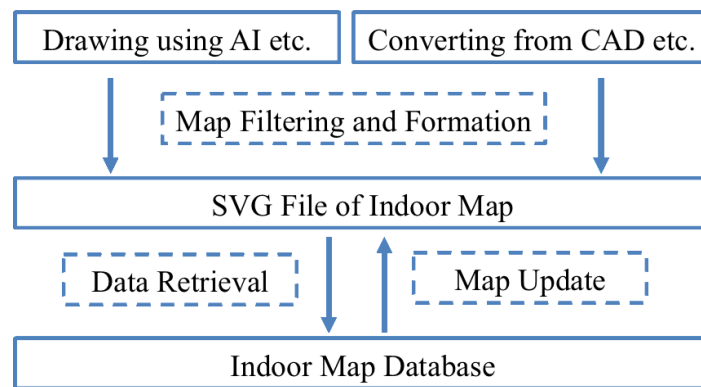 Drawing using AI etc.
Converting from CAD etc.
Map Filtering and Formation
SVG File of Indoor Map
Data Retrieval
Map Update
Indoor Map Database